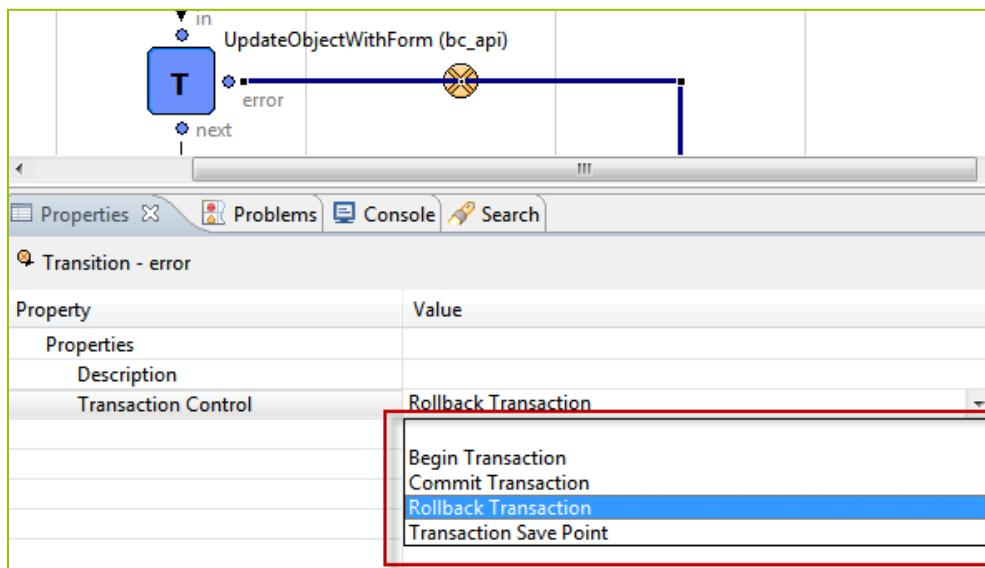 in
UpdateObjectWithForm (bc_api)
T
error
next
Properties Problems Console Search
Transition - error
Property Value
Properties
Description
Transaction Control Rollback Transaction
Begin Transaction
Commit Transaction
Rollback Transaction
Transaction Save Point